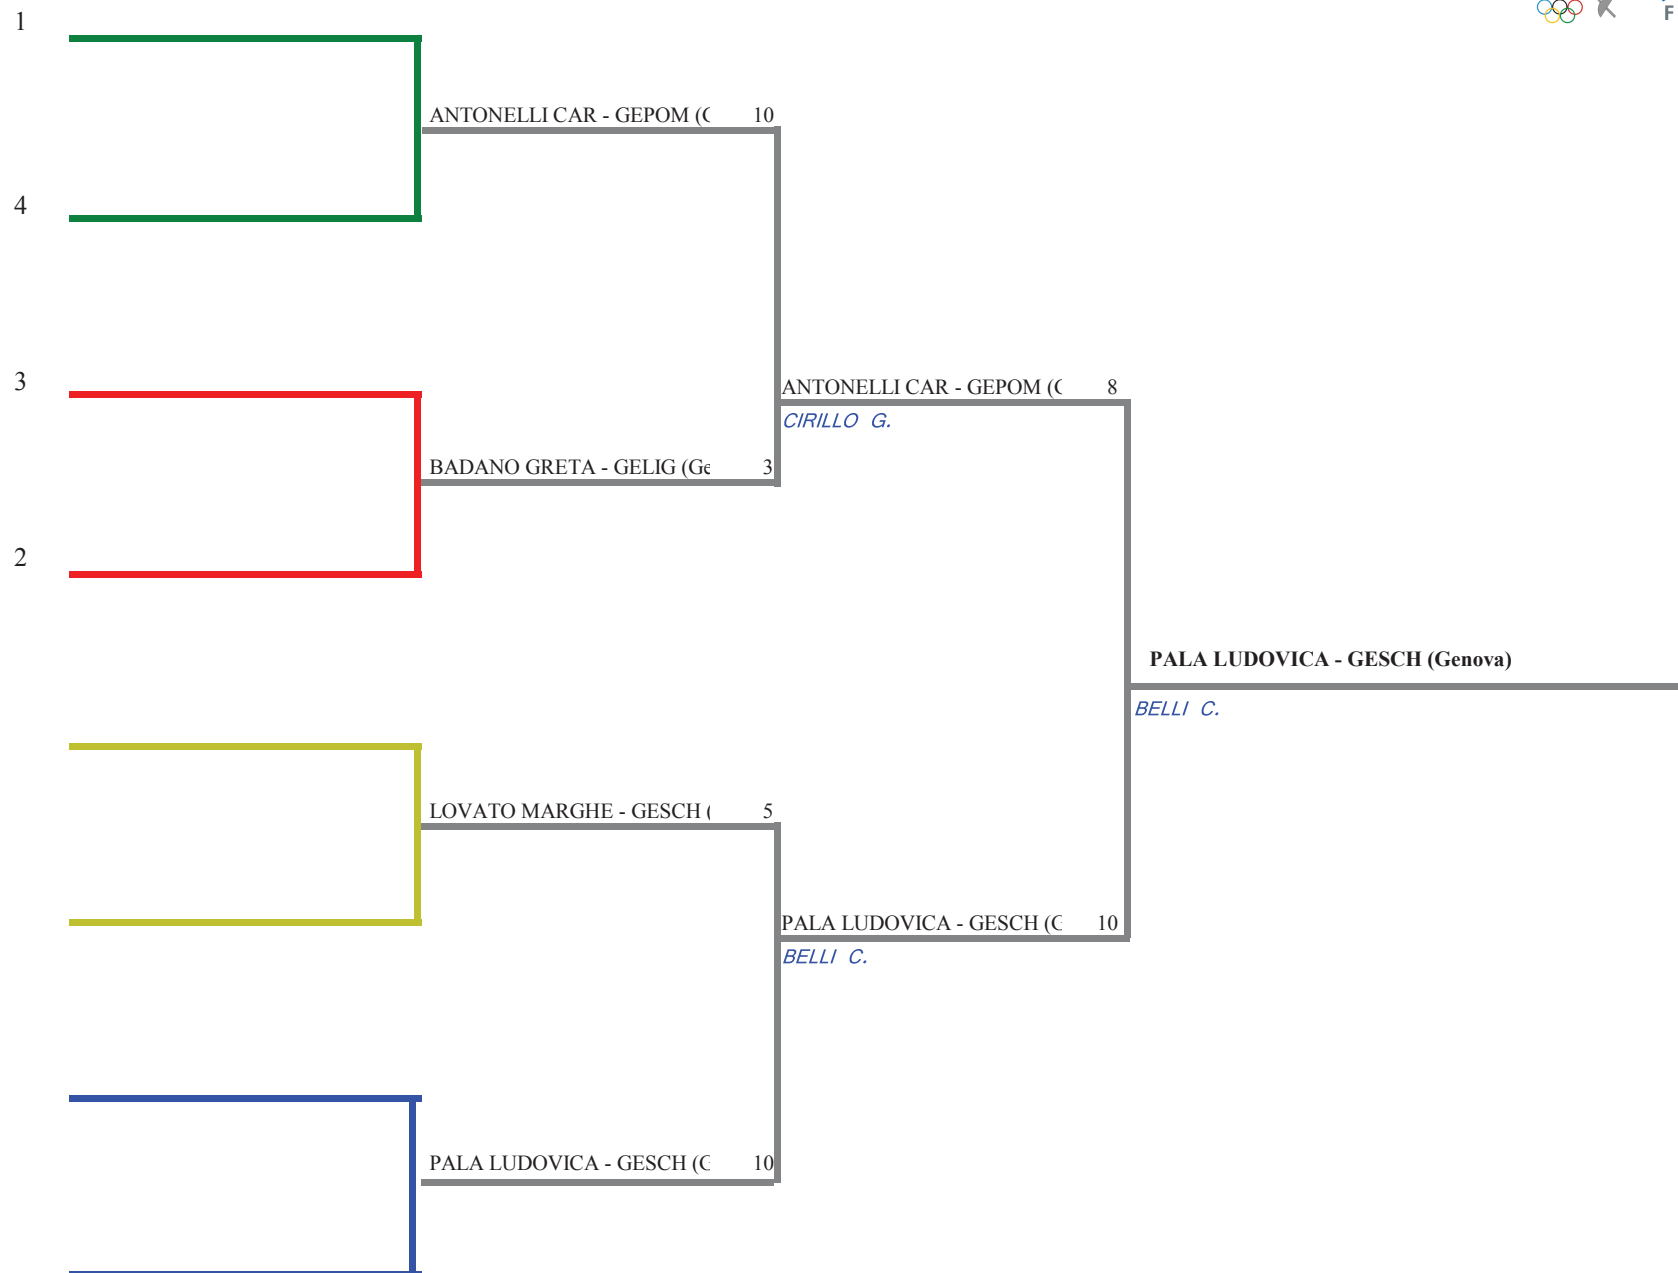 1
ANTONELLI CAR - GEPOM ( 10
4
3
ANTONELLI CAR - GEPOM ( 8
CIRILLO G.
BADANO GRETA - GELIG (Ge 3
2
PALA LUDOVICA - GESCH (Genova)
BELLI C.
LOVATO MARGHE - GESCH ( 5
PALA LUDOVICA - GESCH ( 10
BELLI C.
PALA LUDOVICA - GESCH ( 10
F